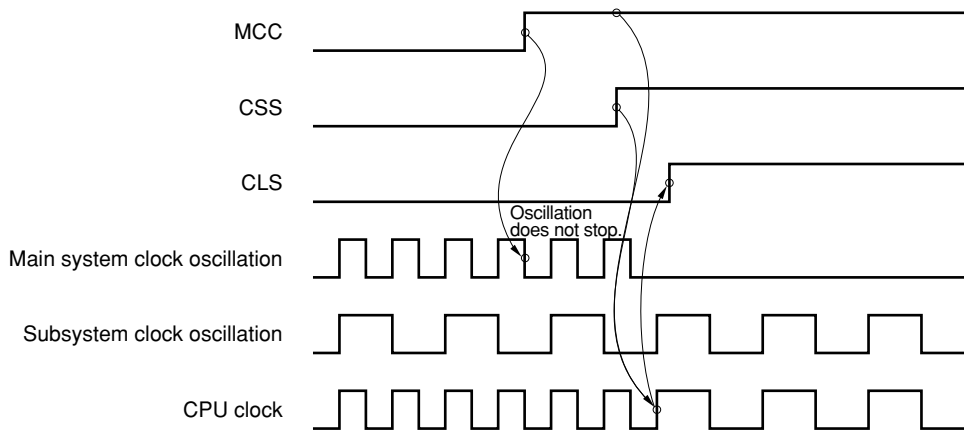 MCC
CSS
CLS
Oscillation
does not stop.
Main system clock oscillation
Subsystem clock oscillation
CPU clock